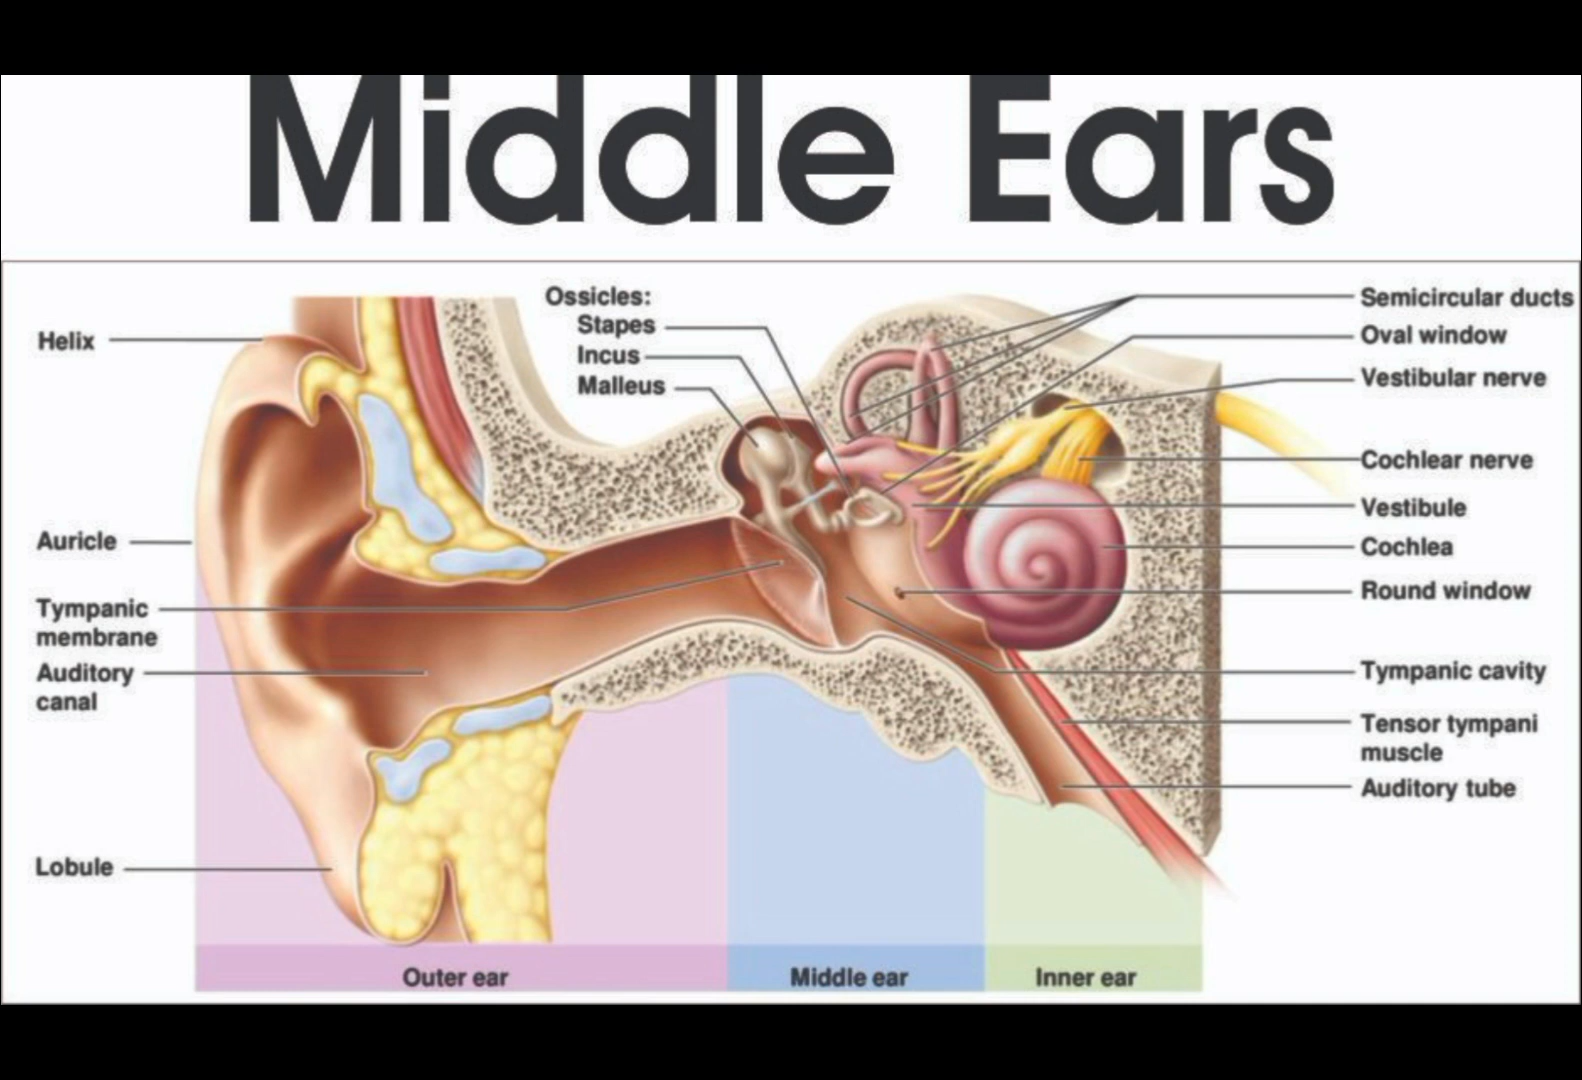 Middle Ears
Ossicles:
Stapes
Incus
Malleus
Helix
Auricle
Tympanic
membrane
Auditory
canal
Lobule
Semicircular ducts
Oval window
Vestibular nerve
Cochlear nerve
Vestibule
Cochlea
Round window
Tympanic cavity
Tensor tympani
muscle
Auditory tube
Outer ear
Middle ear
Inner ear